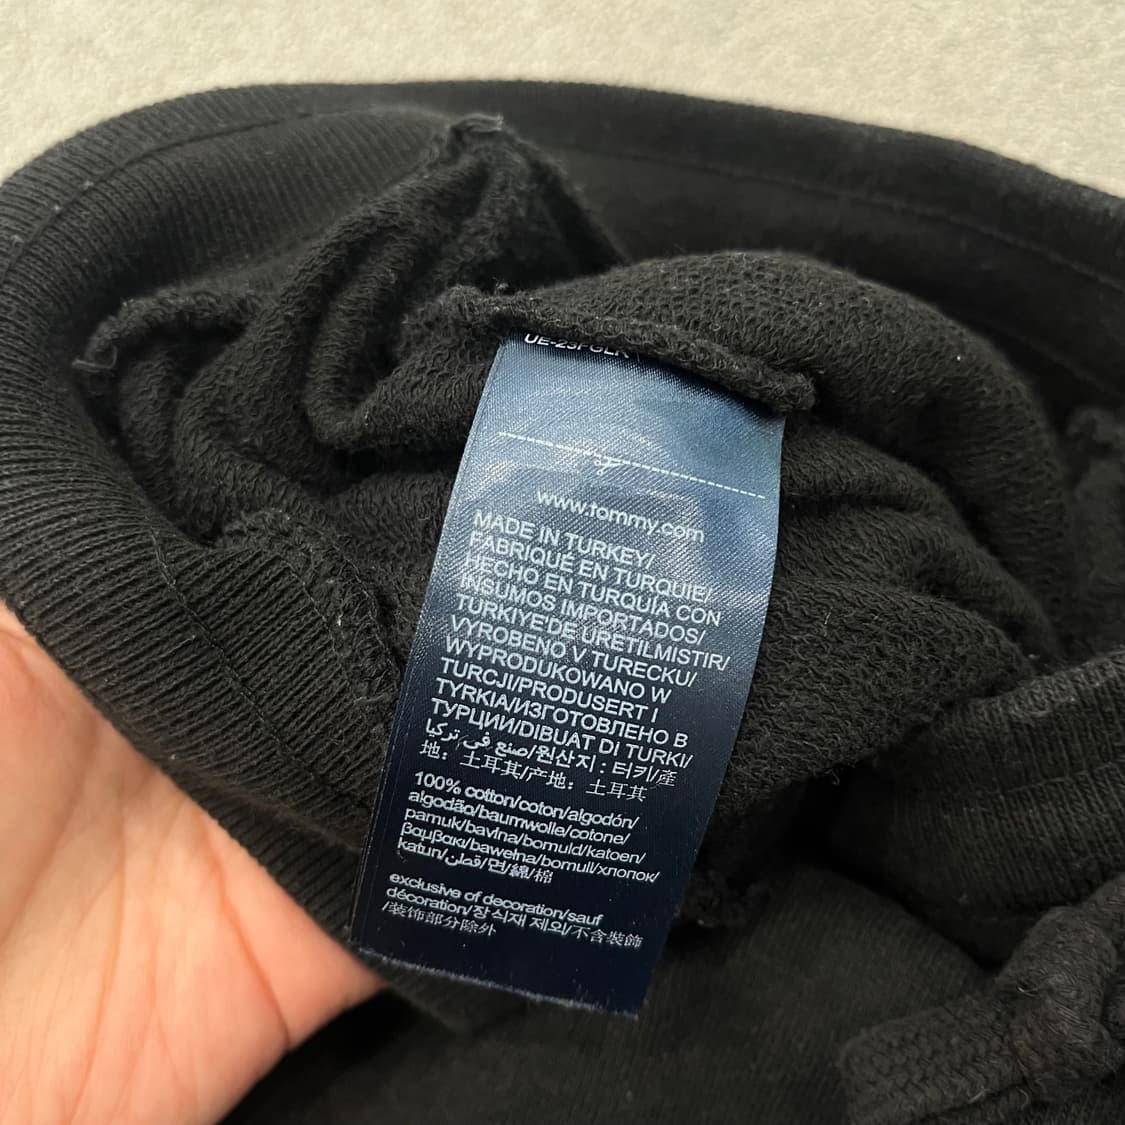 www.tommy.com
MADE IN TURKEY/
FABRIQUÉ EN TURQUIE/
HECHO EN TURQUÍA CON
INSUMOS IMPORTADOS/
TÜRKIYE'DE ÜRETILMISTIR/
VYROBENO V TURECKU/
WYPRODUKOWANO W
TURCJI/PRODUSERT I
TYRKIA/ИЗГОТОВЛЕНО В
ТУРЦИИ/DIBUAT DI TURKI/
صنع في تركيا/원산지 : 터키/產
地：土耳其/产地：土耳其
100% cotton/coton/algodón/
algodão/baumwolle/cotone/
pamuk/bavlna/bomuld/katoen/
βαμβακι/bawełna/bomull/хлопок/
katun/قطن/면/綿/棉
exclusive of decoration/sauf
décoration/장식재 제외/不含裝飾
/装饰部分除外